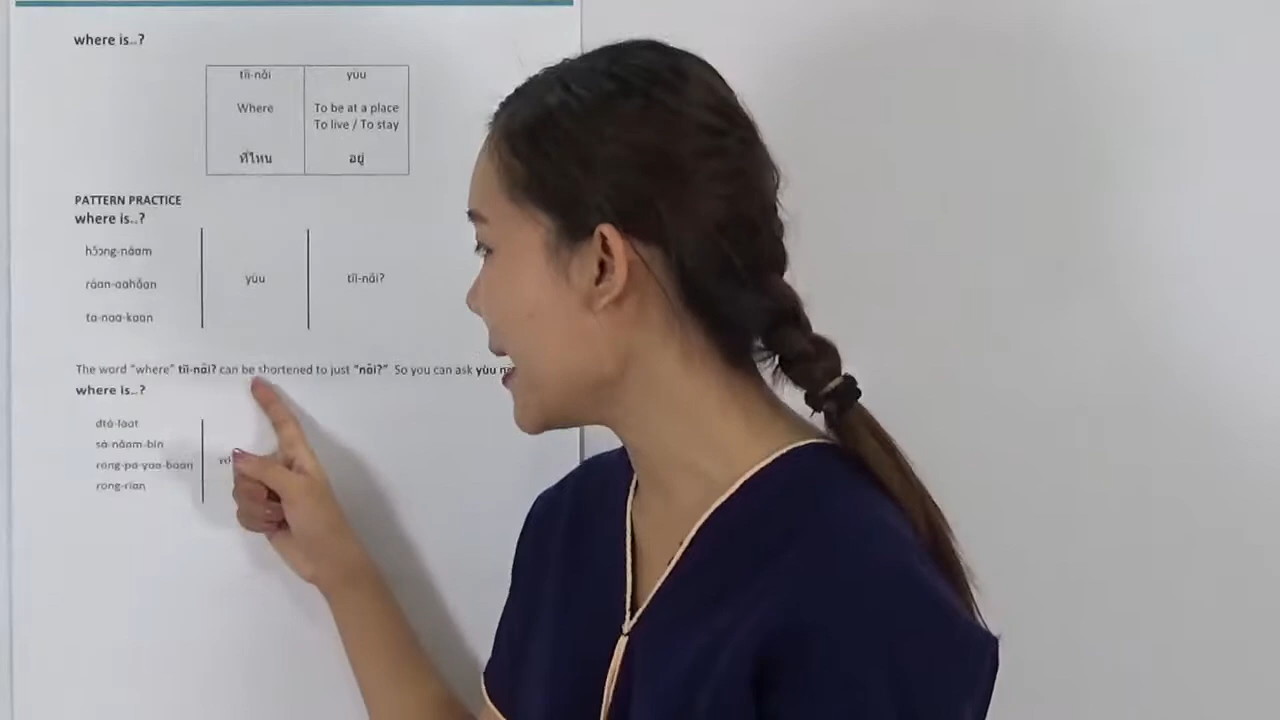 where is..?
tîi-nǎi yùu
Where To be at a place
To live / To stay
ที่ไหน อยู่
PATTERN PRACTICE
where is..?
hɔ̂ɔng-náam
ráan-aahǎan yùu tîi-nǎi?
ta-naa-kaan
The word "where" tîi-nǎi? can be shortened to just "nǎi?" So you can ask yùu
where is..?
dtà-làat
sà-nǎam-bin
roong-pa-yaa-baan
roong-rian